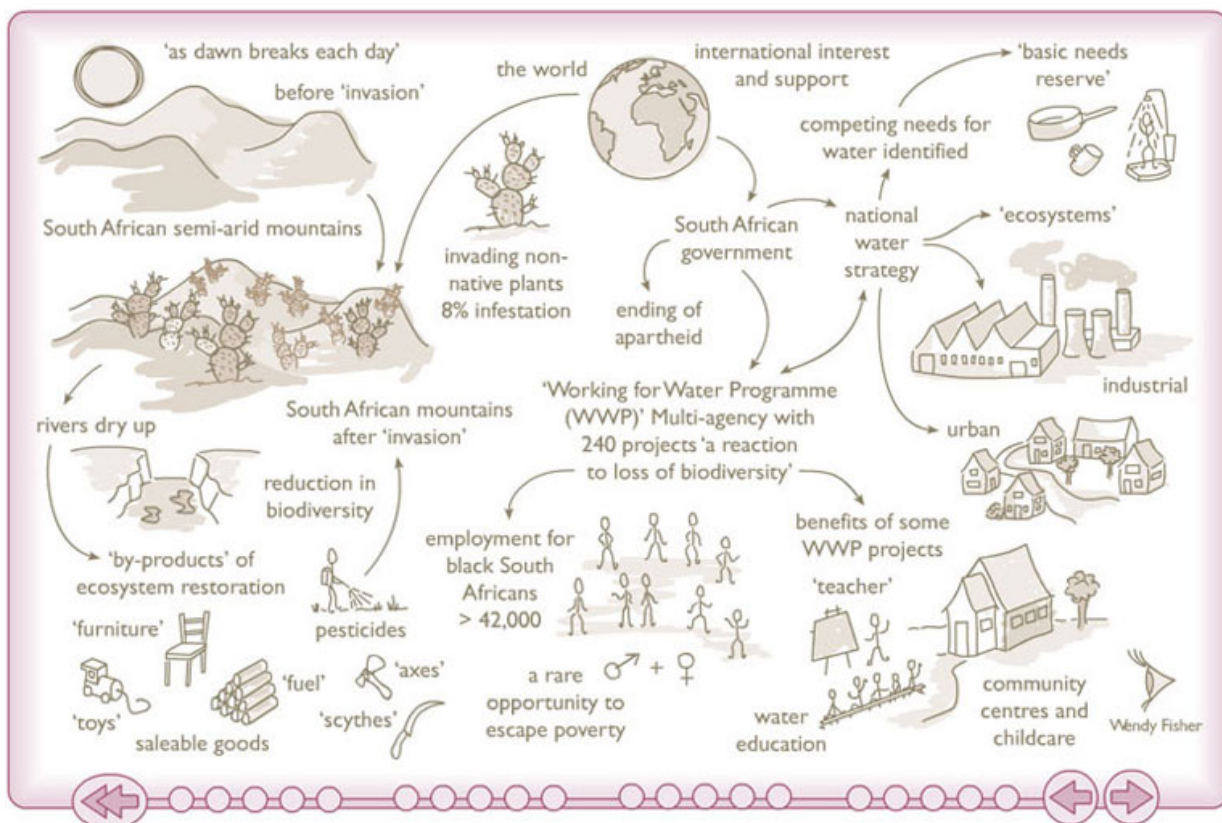 'as dawn breaks each day'
before 'invasion'
South African semi-arid mountains
the world
international interest
and support
invading non-
native plants
8% infestation
South African
government
ending of
apartheid
national
water
strategy
competing needs for
water identified
'basic needs
reserve'
'ecosystems'
industrial
urban
rivers dry up
South African mountains
after 'invasion'
reduction in
biodiversity
'by-products' of
ecosystem restoration
'furniture'
'toys'
'fuel'
saleable goods
pesticides
'axes'
'scythes'
'Working for Water Programme
(WWP)' Multi-agency with
240 projects 'a reaction
to loss of biodiversity'
employment for
black South
Africans
> 42,000
a rare
opportunity to
escape poverty
benefits of some
WWP projects
'teacher'
water
education
community
centres and
childcare
Wendy Fisher